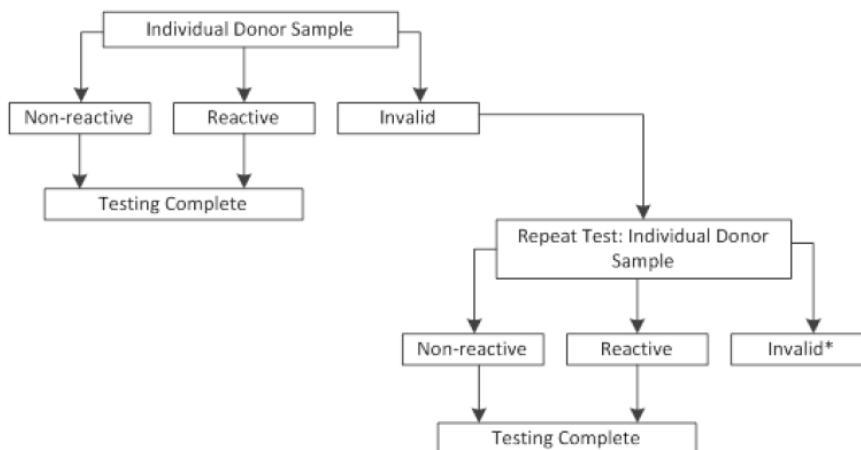 Individual Donor Sample
Non-reactive
Reactive
Invalid
Testing Complete
Repeat Test: Individual Donor
Sample
Non-reactive
Reactive
Invalid*
Testing Complete